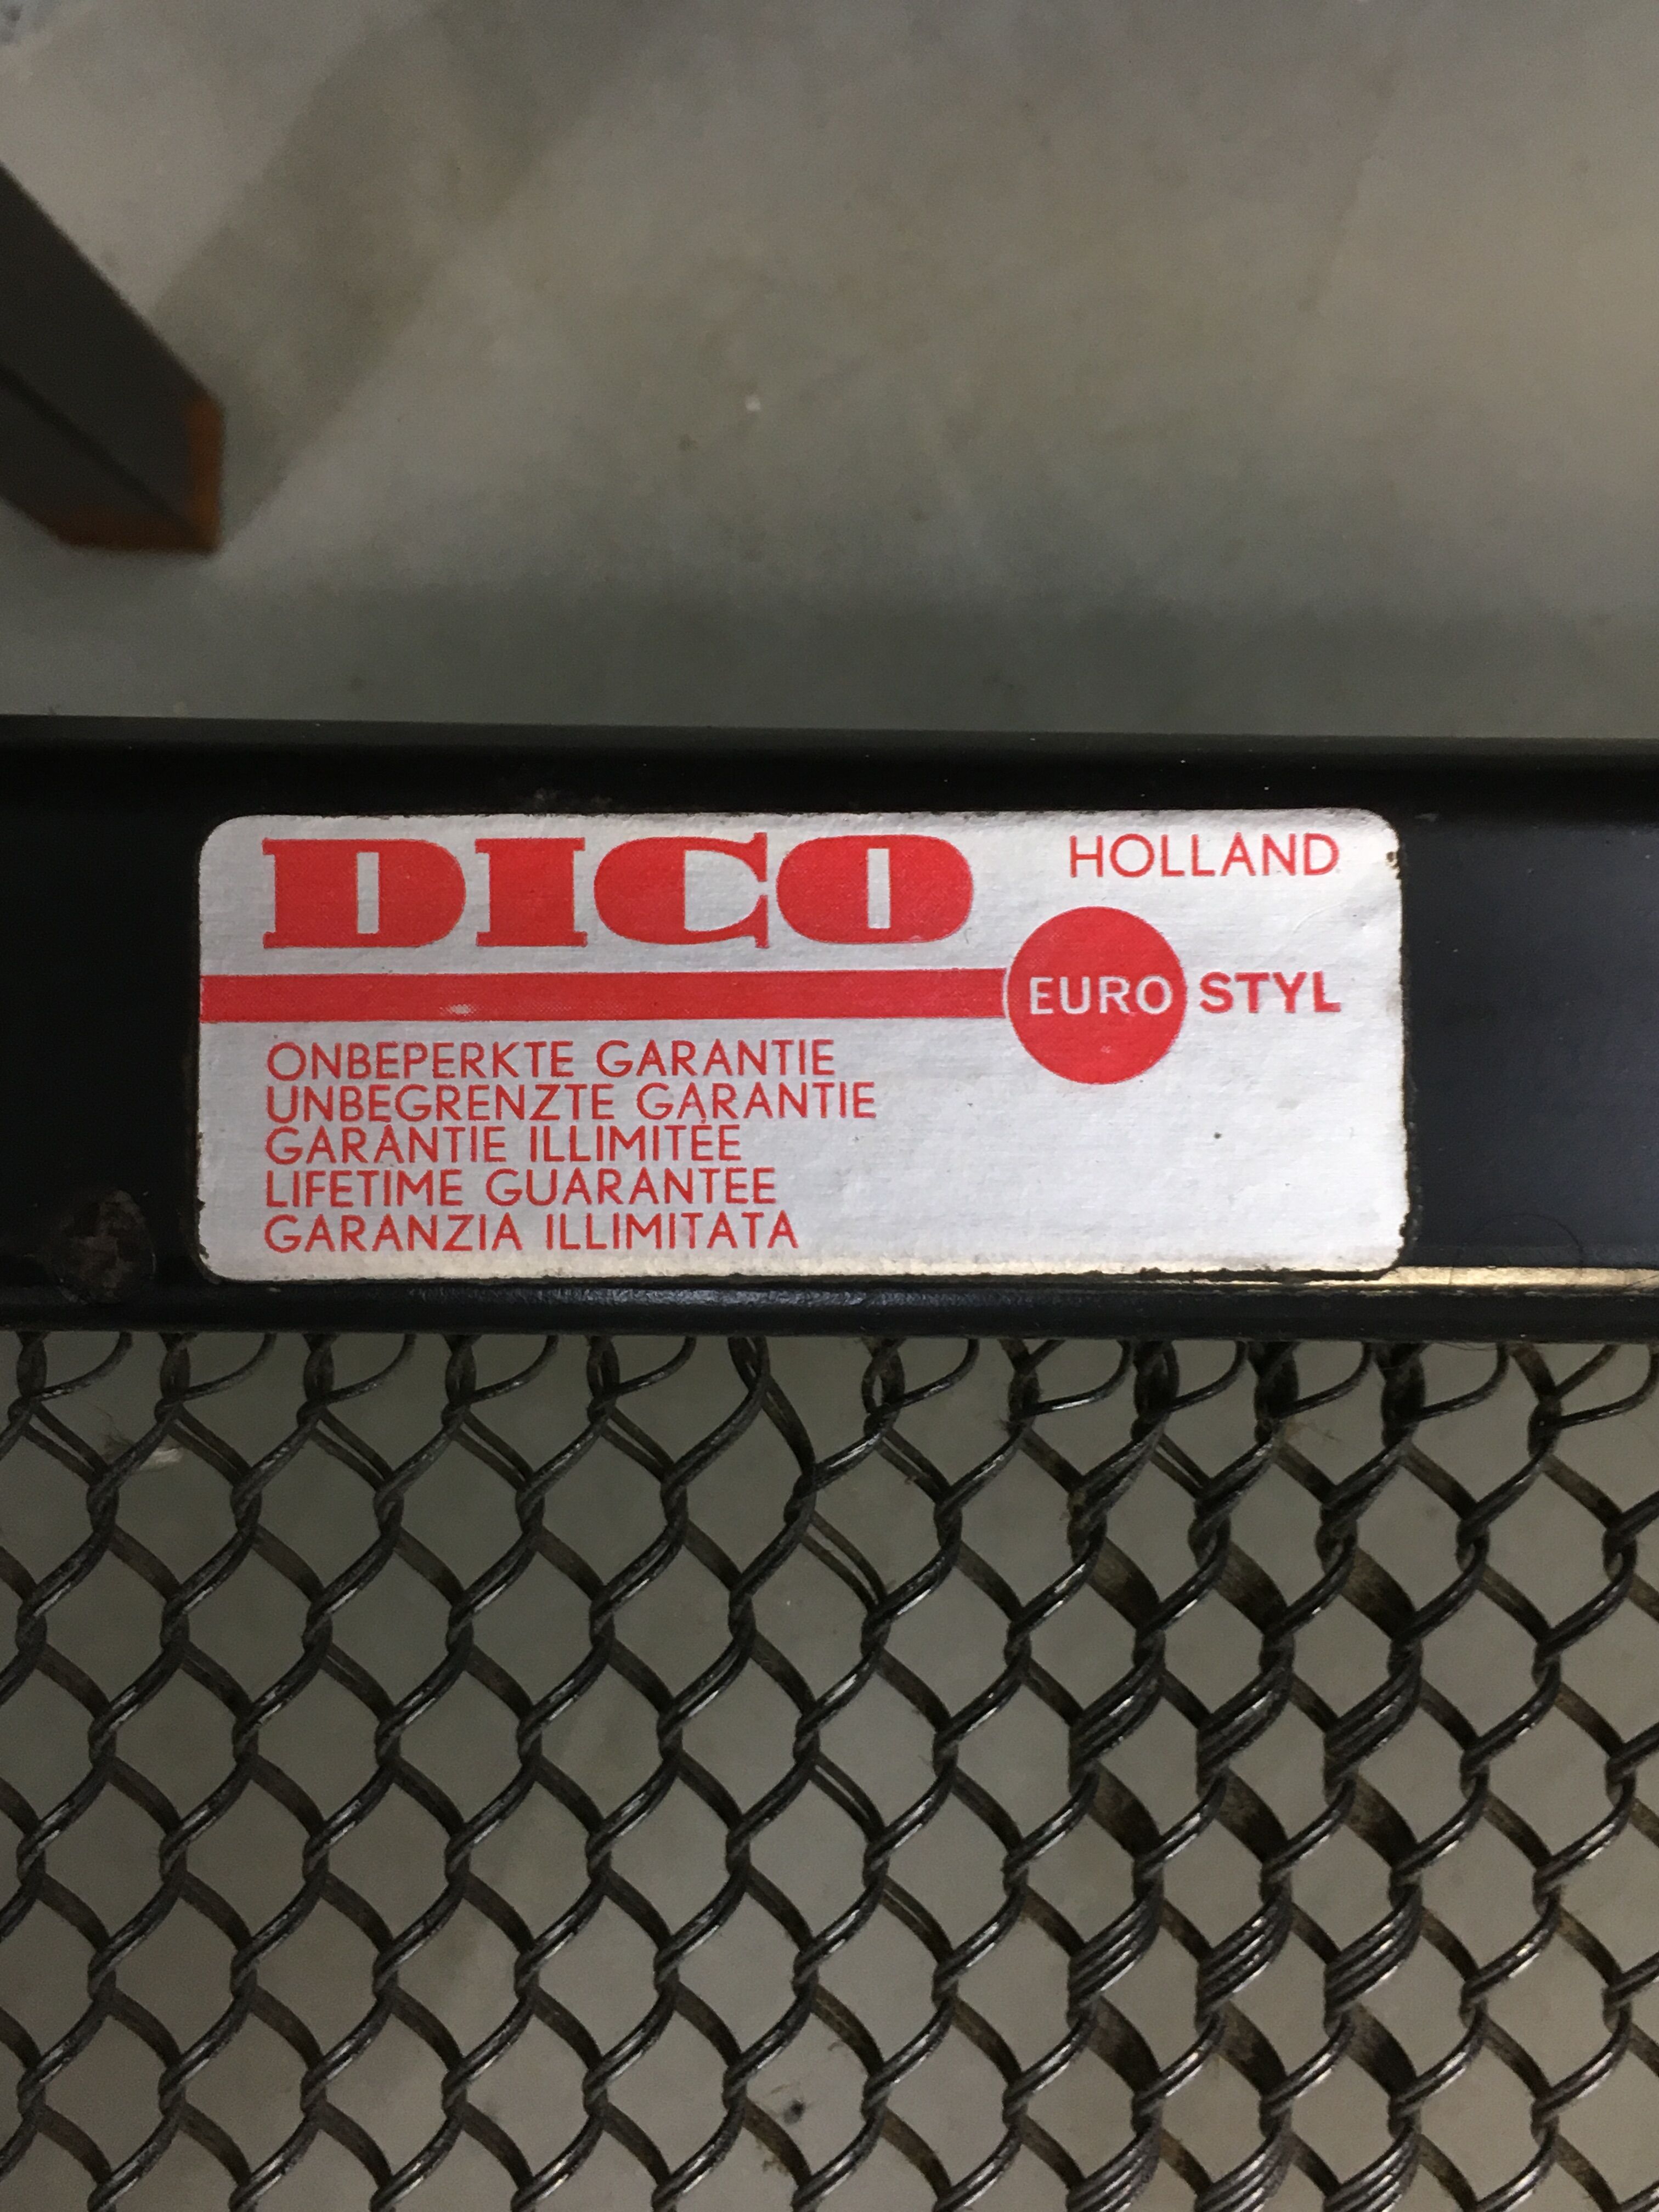 DICO HOLLAND
EURO STYL
ONBEPERKTE GARANTIE
UNBEGRENZTE GARANTIE
GARANTIE ILLIMITÉE
LIFETIME GUARANTEE
GARANZIA ILLIMITATA